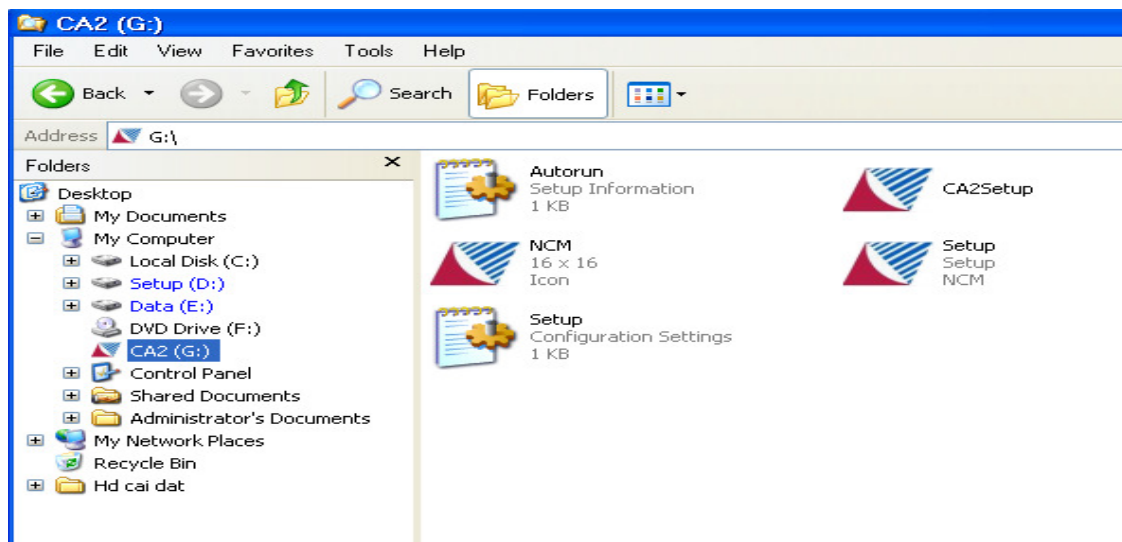 CA2 (G:)
File Edit View Favorites Tools Help
Back Search Folders
Address G:\
Folders
Desktop
My Documents
My Computer
Local Disk (C:)
Setup (D:)
Data (E:)
DVD Drive (F:)
CA2 (G:)
Control Panel
Shared Documents
Administrator's Documents
My Network Places
Recycle Bin
Hd cai dat
Autorun
Setup Information
1 KB
CA2Setup
NCM
16 x 16
Icon
Setup
Setup
NCM
Setup
Configuration Settings
1 KB